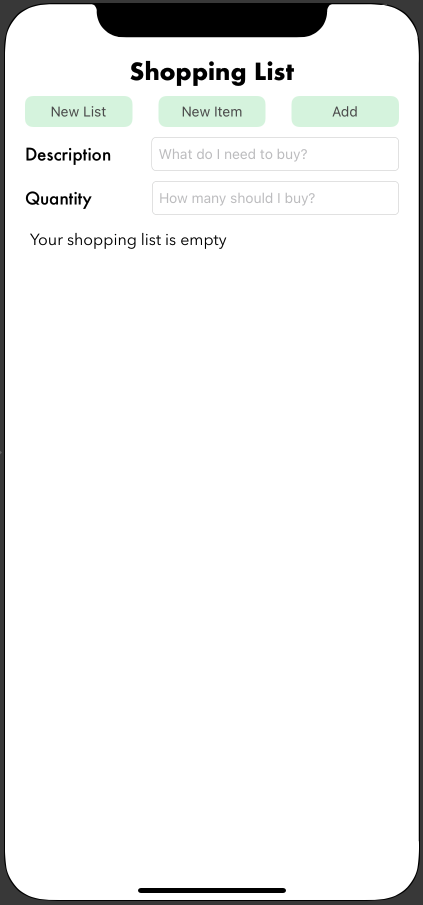 Shopping List
New List New Item Add
Description What do I need to buy?
Quantity How many should I buy?
Your shopping list is empty